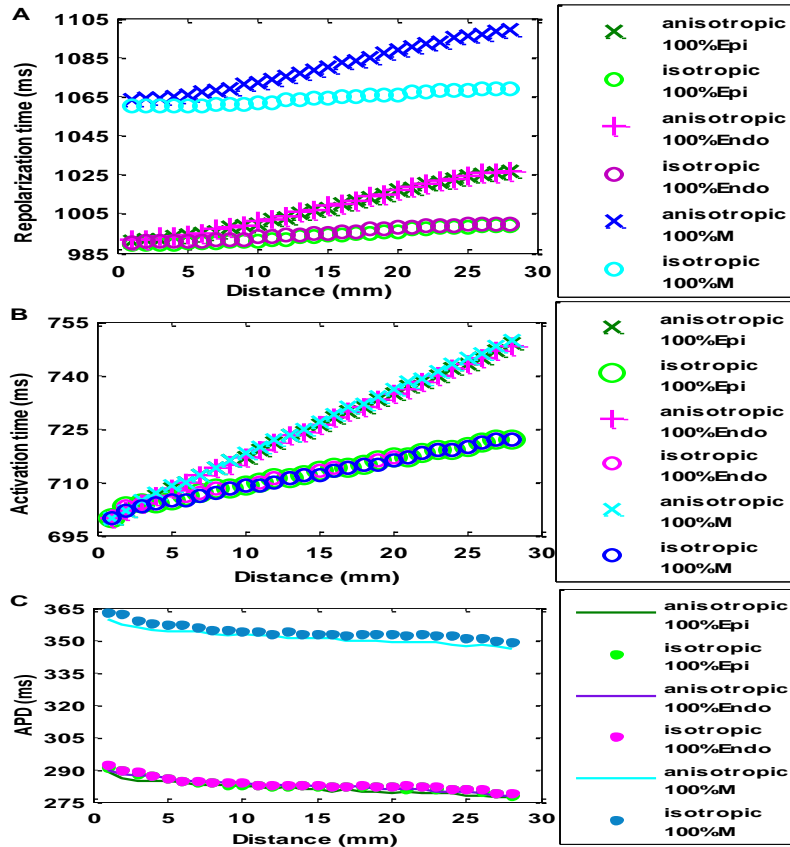 A
Repolarization time (ms)
1105
1085
1065
1045
1025
1005
985
0 5 10 15 20 25 30
Distance (mm)
anisotropic
100%Epi
isotropic
100%Epi
anisotropic
100%Endo
isotropic
100%Endo
anisotropic
100%M
isotropic
100%M
B
Activation time (ms)
755
740
725
710
695
0 5 10 15 20 25 30
Distance (mm)
anisotropic
100%Epi
isotropic
100%Epi
anisotropic
100%Endo
isotropic
100%Endo
anisotropic
100%M
isotropic
100%M
C
APD (ms)
365
350
335
320
305
290
275
0 5 10 15 20 25 30
Distance (mm)
anisotropic
100%Epi
isotropic
100%Epi
anisotropic
100%Endo
isotropic
100%Endo
anisotropic
100%M
isotropic
100%M